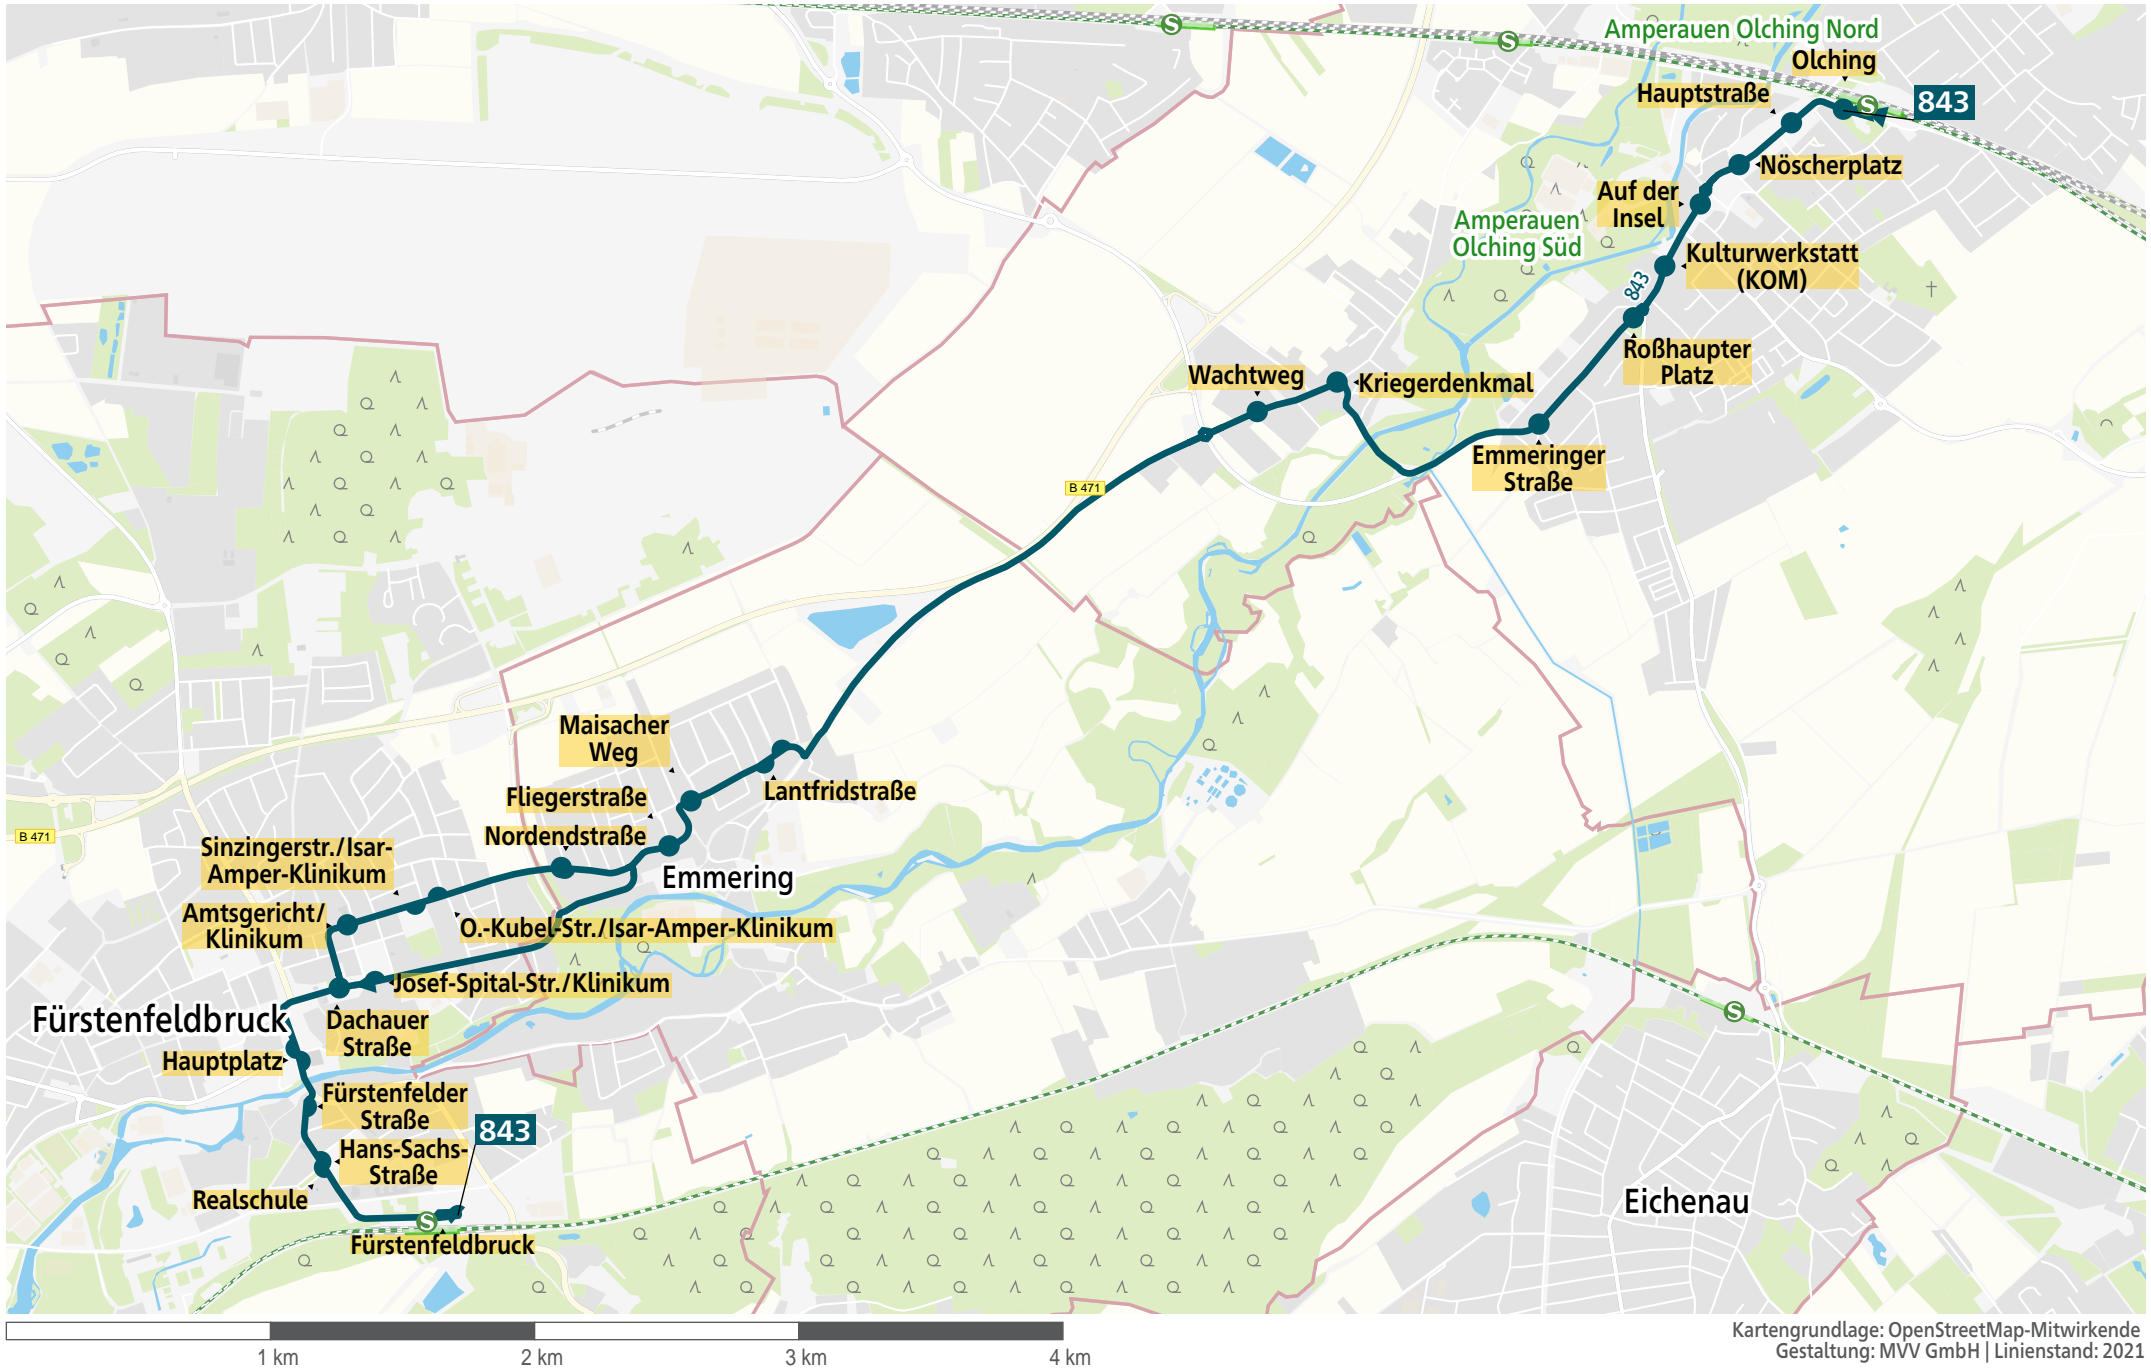 Amperauen Olching Nord
Olching
Hauptstraße
843
Nöscherplatz
Auf der
Insel
Amperauen
Olching Süd
Kulturwerkstatt
(KOM)
843
Roßhaupter
Platz
Wachtweg
Kriegerdenkmal
Emmeringer
Straße
B 471
Maisacher
Weg
Lantfridstraße
Fliegerstraße
Nordendstraße
B 471
Sinzingerstr./Isar-
Amper-Klinikum
Emmering
Amtsgericht/
Klinikum
O.-Kubel-Str./Isar-Amper-Klinikum
Josef-Spital-Str./Klinikum
Fürstenfeldbruck
Dachauer
Straße
Hauptplatz
Fürstenfelder
Straße
843
Hans-Sachs-
Straße
Realschule
Eichenau
Fürstenfeldbruck
S
S
S
S
S
1 km
2 km
3 km
4 km
Kartengrundlage: OpenStreetMap-Mitwirkende
Gestaltung: MVV GmbH | Linienstand: 2021